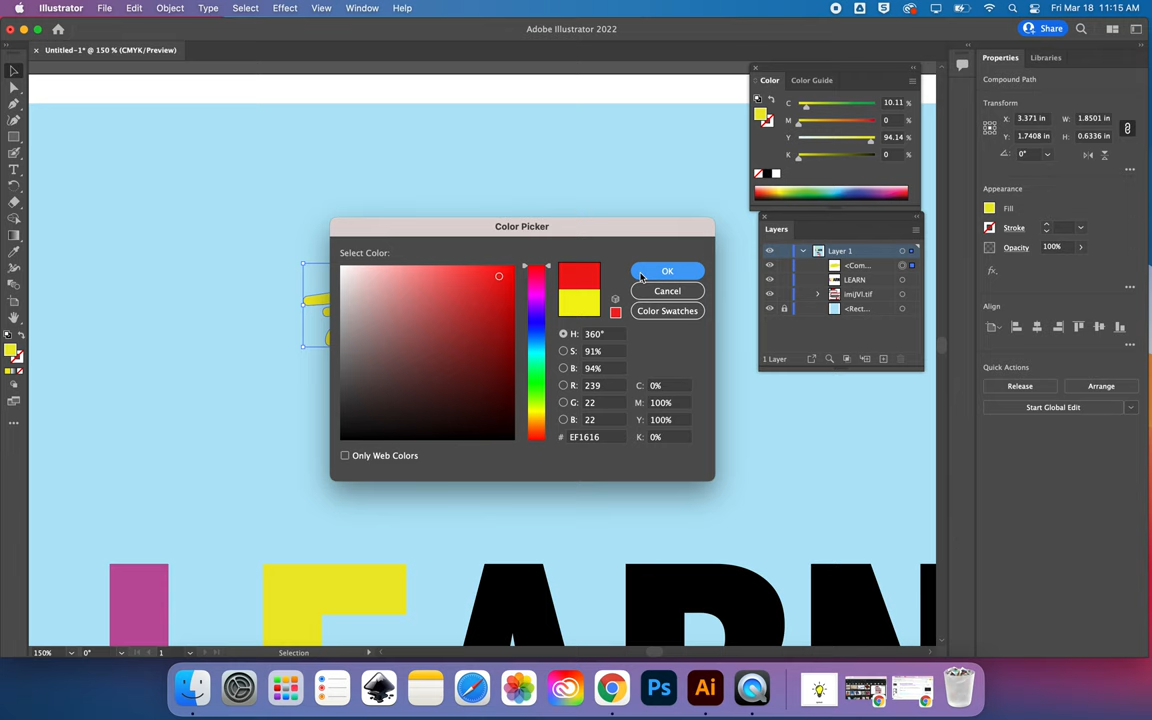 Illustrator File Edit Object Type Select Effect View Window Help Fri Mar 18 11:15 AM
Adobe Illustrator 2022
Share
Untitled-1* @ 150 % (CMYK/Preview)
Color Color Guide
C 10.11 %
M 0 %
Y 94.14 %
K 0 %
Layers
Layer 1
<Com...
LEARN
imiJVI.tif
<Rect...
1 Layer
Properties Libraries
Compound Path
Transform
X: 3.371 in W: 1.8501 in
Y: 1.7408 in H: 0.6336 in
0°
Appearance
Fill
Stroke
Opacity 100%
fx.
Align
Quick Actions
Release Arrange
Start Global Edit
Color Picker
Select Color:
OK
Cancel
Color Swatches
H: 360°
S: 91%
B: 94%
R: 239 C: 0%
G: 22 M: 100%
B: 22 Y: 100%
# EF1616 K: 0%
Only Web Colors
LEARN
150% 0° 1 Selection
Ps Ai